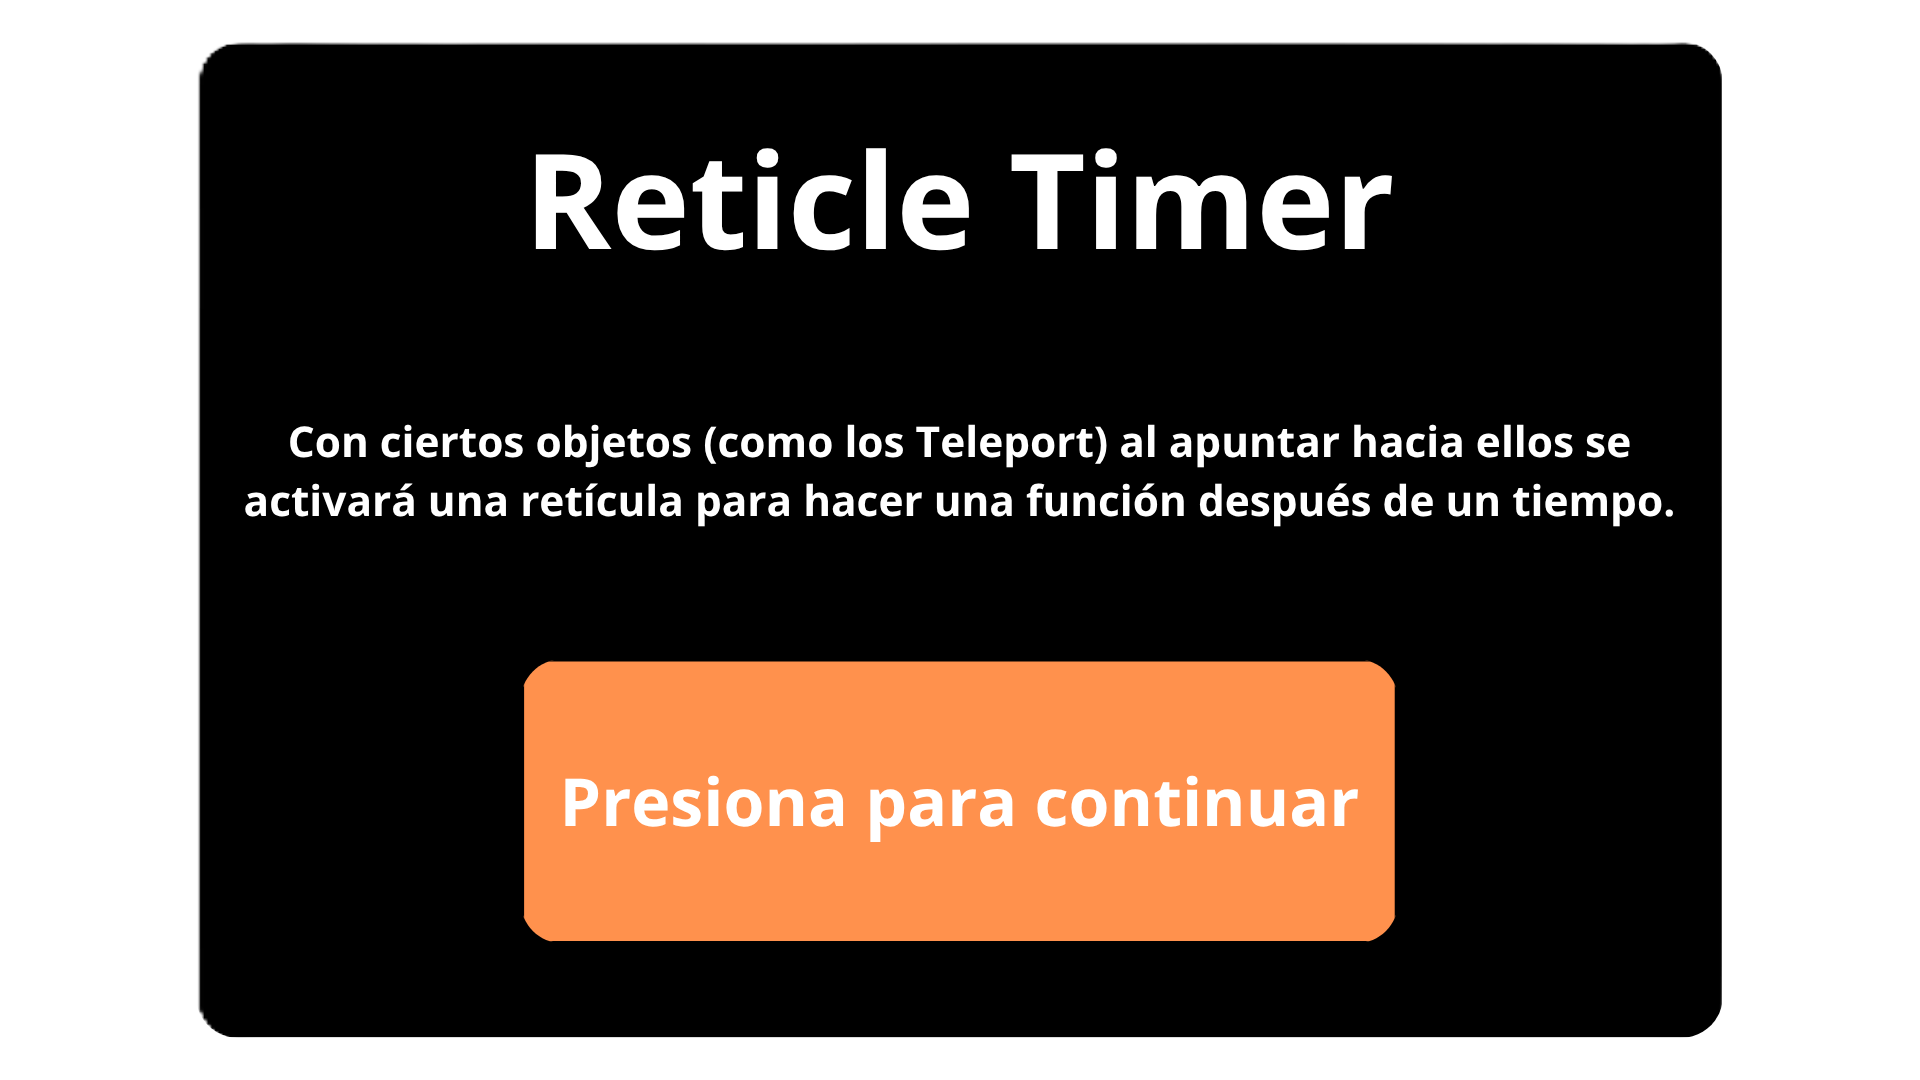 Reticle Timer
Con ciertos objetos (como los Teleport) al apuntar hacia ellos se
activará una retícula para hacer una función después de un tiempo.
Presiona para continuar